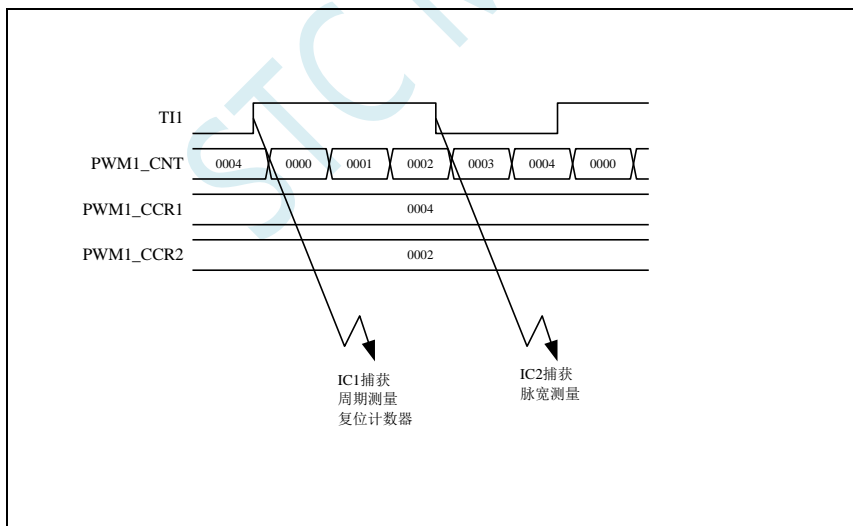 STC M
TI1
PWM1_CNT 0004 0000 0001 0002 0003 0004 0000
PWM1_CCR1 0004
PWM1_CCR2 0002
IC1捕获
周期测量
复位计数器
IC2捕获
脉宽测量